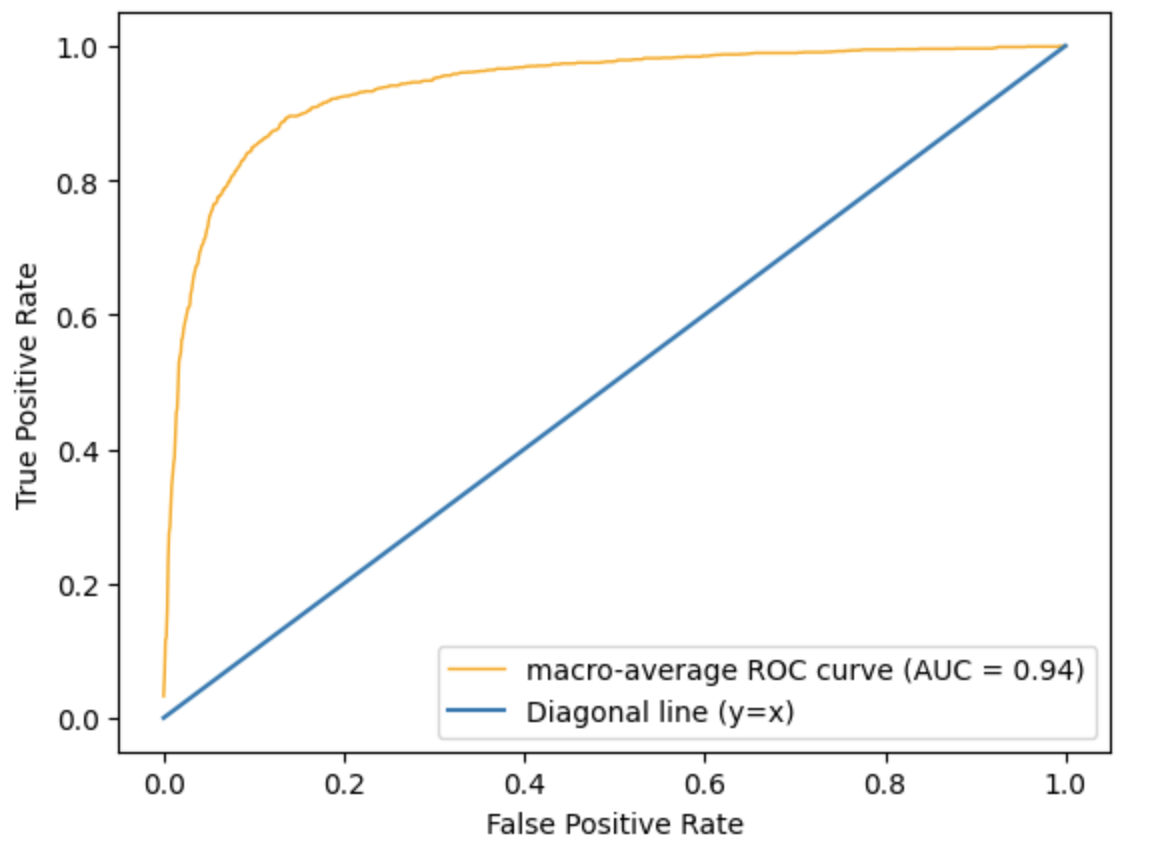 1.0
0.8
0.6
0.4
0.2
0.0
True Positive Rate
macro-average ROC curve (AUC = 0.94)
Diagonal line (y=x)
0.0 0.2 0.4 0.6 0.8 1.0
False Positive Rate